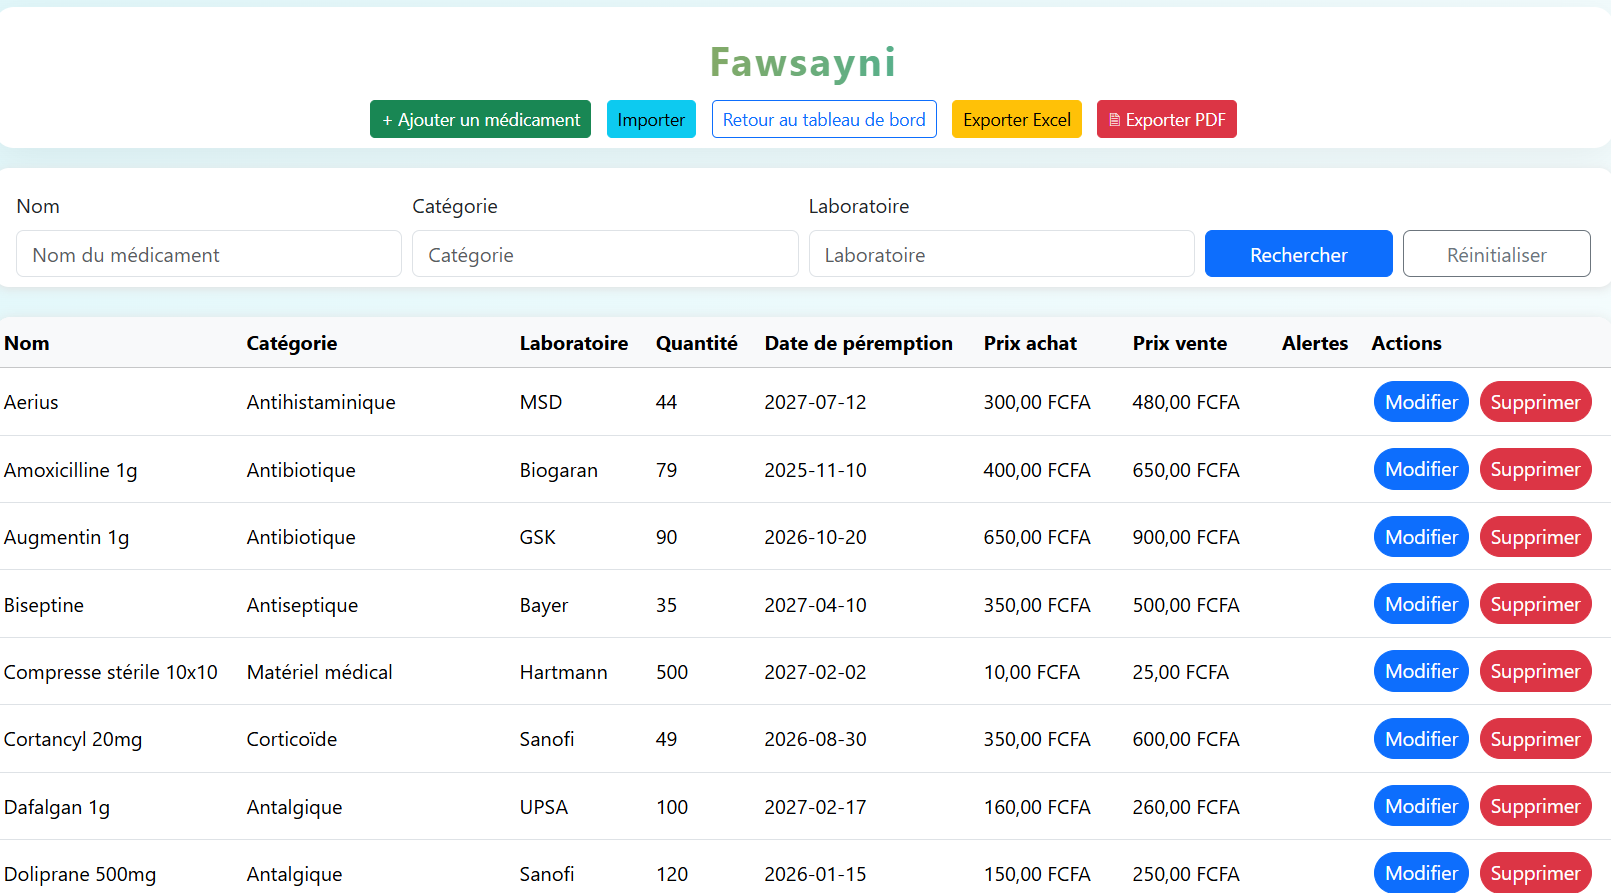 Fawsayni
+ Ajouter un médicament Importer Retour au tableau de bord Exporter Excel Exporter PDF
Nom Catégorie Laboratoire
Nom du médicament Catégorie Laboratoire Rechercher Réinitialiser
Nom Catégorie Laboratoire Quantité Date de péremption Prix achat Prix vente Alertes Actions
Aerius Antihistaminique MSD 44 2027-07-12 300,00 FCFA 480,00 FCFA Modifier Supprimer
Amoxicilline 1g Antibiotique Biogaran 79 2025-11-10 400,00 FCFA 650,00 FCFA Modifier Supprimer
Augmentin 1g Antibiotique GSK 90 2026-10-20 650,00 FCFA 900,00 FCFA Modifier Supprimer
Biseptine Antiseptique Bayer 35 2027-04-10 350,00 FCFA 500,00 FCFA Modifier Supprimer
Compresse stérile 10x10 Matériel médical Hartmann 500 2027-02-02 10,00 FCFA 25,00 FCFA Modifier Supprimer
Cortancyl 20mg Corticoïde Sanofi 49 2026-08-30 350,00 FCFA 600,00 FCFA Modifier Supprimer
Dafalgan 1g Antalgique UPSA 100 2027-02-17 160,00 FCFA 260,00 FCFA Modifier Supprimer
Doliprane 500mg Antalgique Sanofi 120 2026-01-15 150,00 FCFA 250,00 FCFA Modifier Supprimer